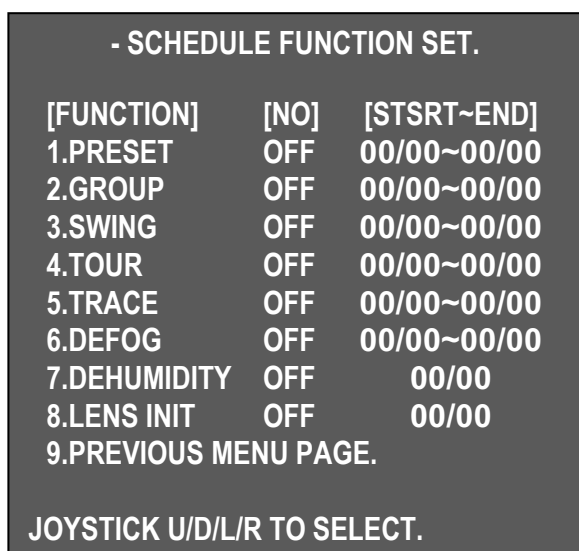 - SCHEDULE FUNCTION SET.
[FUNCTION] [NO] [STSRT~END]
1.PRESET OFF 00/00~00/00
2.GROUP OFF 00/00~00/00
3.SWING OFF 00/00~00/00
4.TOUR OFF 00/00~00/00
5.TRACE OFF 00/00~00/00
6.DEFOG OFF 00/00~00/00
7.DEHUMIDITY OFF 00/00
8.LENS INIT OFF 00/00
9.PREVIOUS MENU PAGE.
JOYSTICK U/D/L/R TO SELECT.